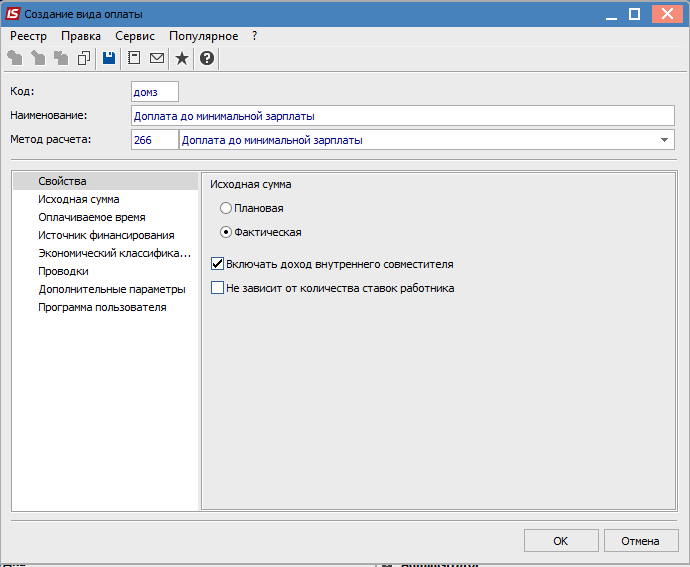 IS Создание вида оплаты
Реестр Правка Сервис Популярное ?
Код: домз
Наименование: Доплата до минимальной зарплаты
Метод расчета: 266 Доплата до минимальной зарплаты
Свойства
Исходная сумма
Оплачиваемое время
Источник финансирования
Экономический классифика...
Проводки
Дополнительные параметры
Программа пользователя
Исходная сумма
Плановая
Фактическая
Включать доход внутреннего совместителя
Не зависит от количества ставок работника
OK Отмена